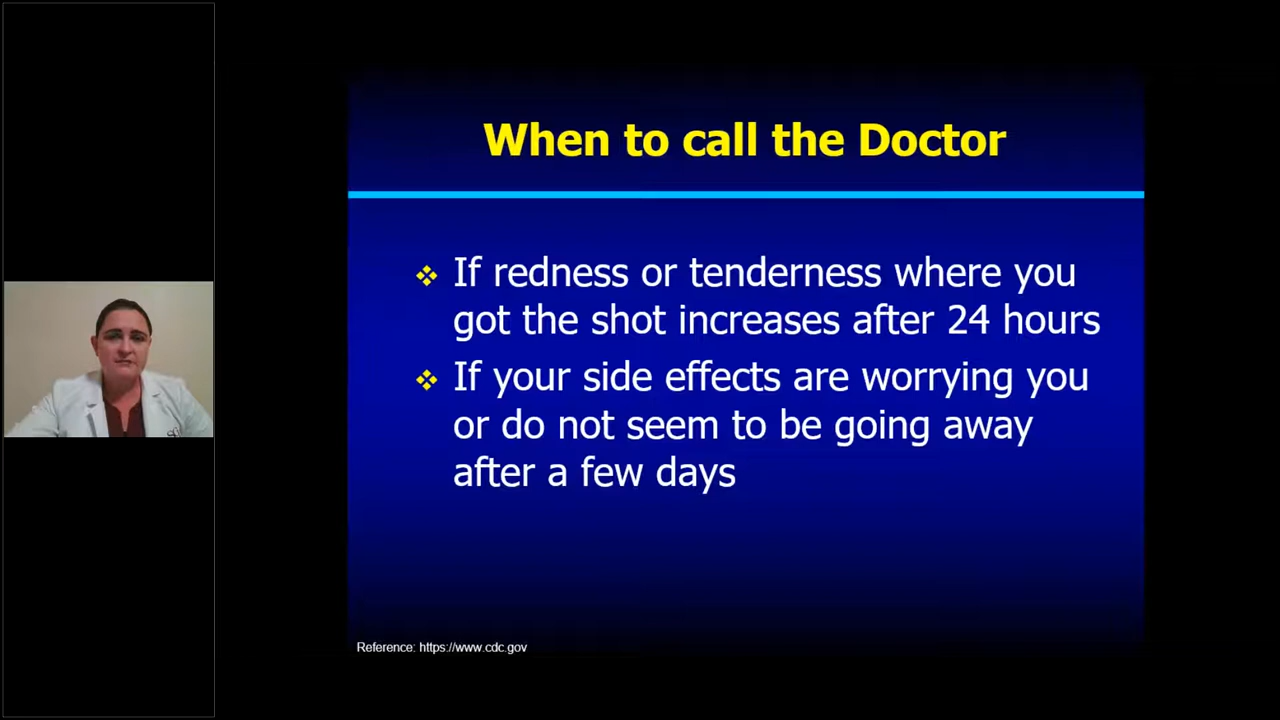 When to call the Doctor
If redness or tenderness where you
got the shot increases after 24 hours
If your side effects are worrying you
or do not seem to be going away
after a few days
Reference: https://www.cdc.gov